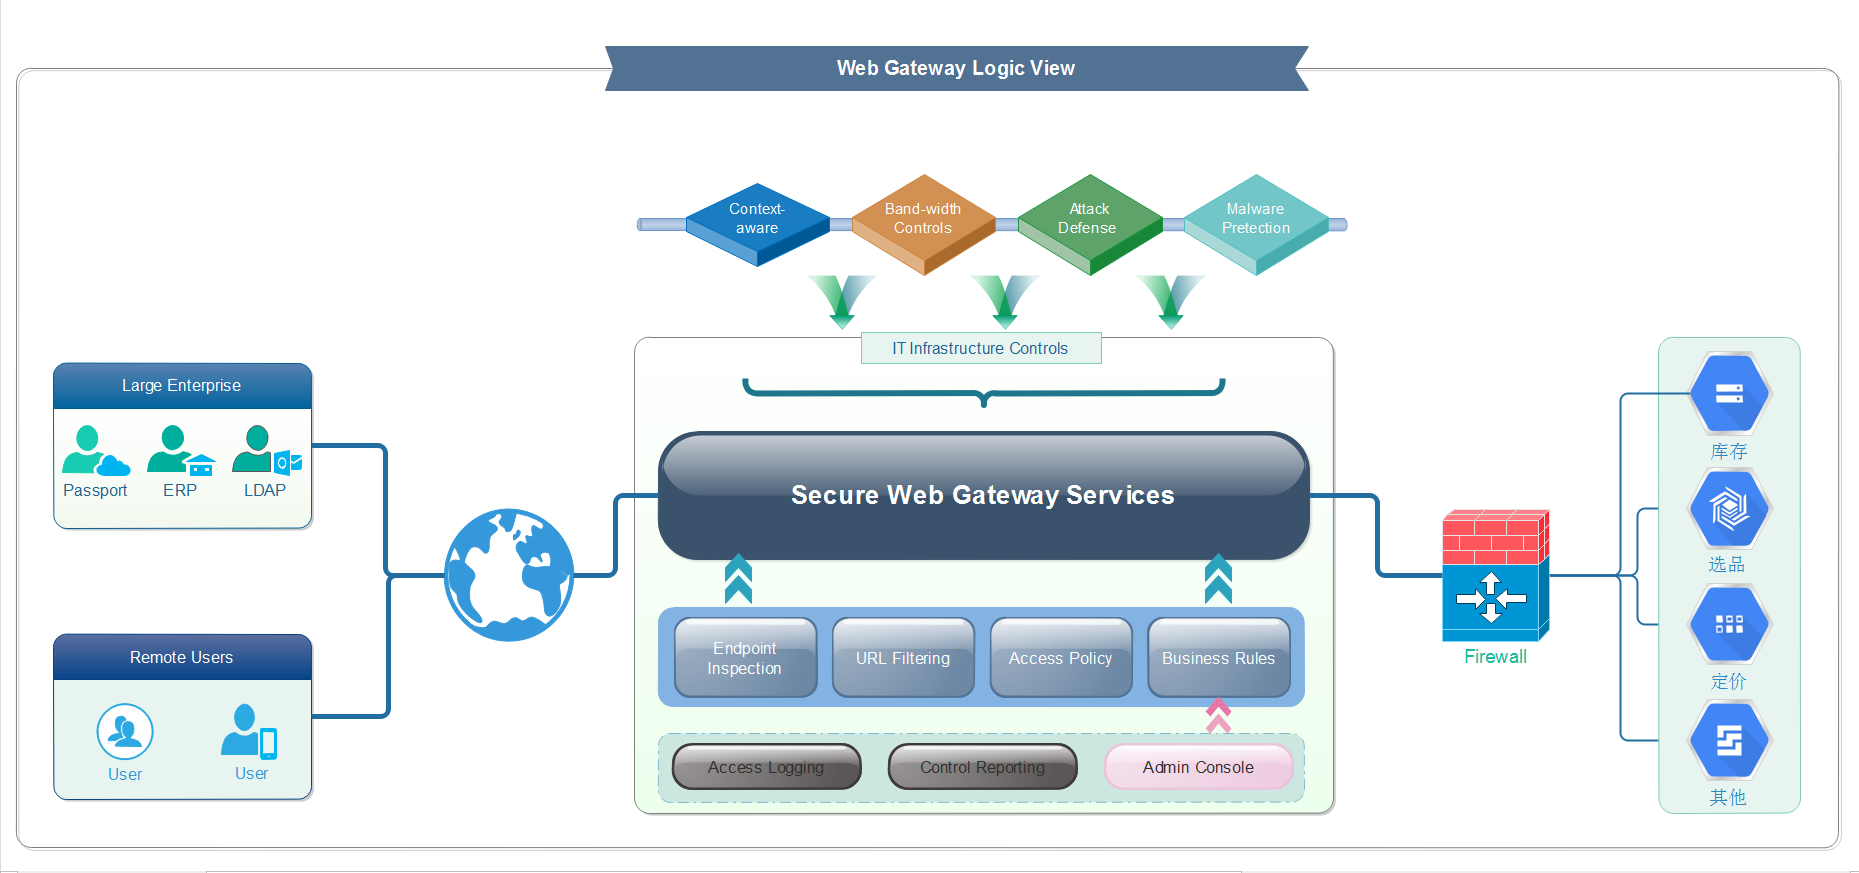 Web Gateway Logic View
Context-
aware
Band-width
Controls
Attack
Defense
Malware
Pretection
IT Infrastructure Controls
Large Enterprise
Passport
ERP
LDAP
Remote Users
User
User
Secure Web Gateway Services
Endpoint
Inspection
URL Filtering
Access Policy
Business Rules
Access Logging
Control Reporting
Admin Console
Firewall
库存
选品
定价
其他